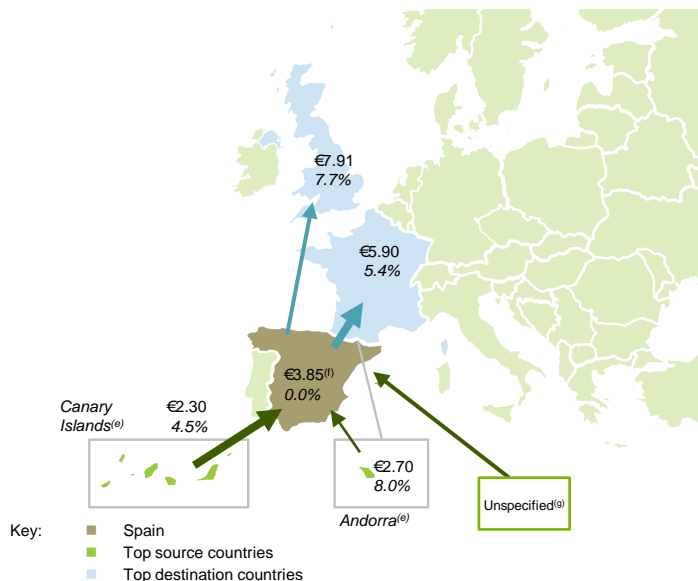 €7.91
7.7%
€5.90
5.4%
€3.85(f)
0.0%
Canary
Islands(e)
€2.30
4.5%
€2.70
8.0%
Andorra(e)
Unspecified(g)
Key:
Spain
Top source countries
Top destination countries